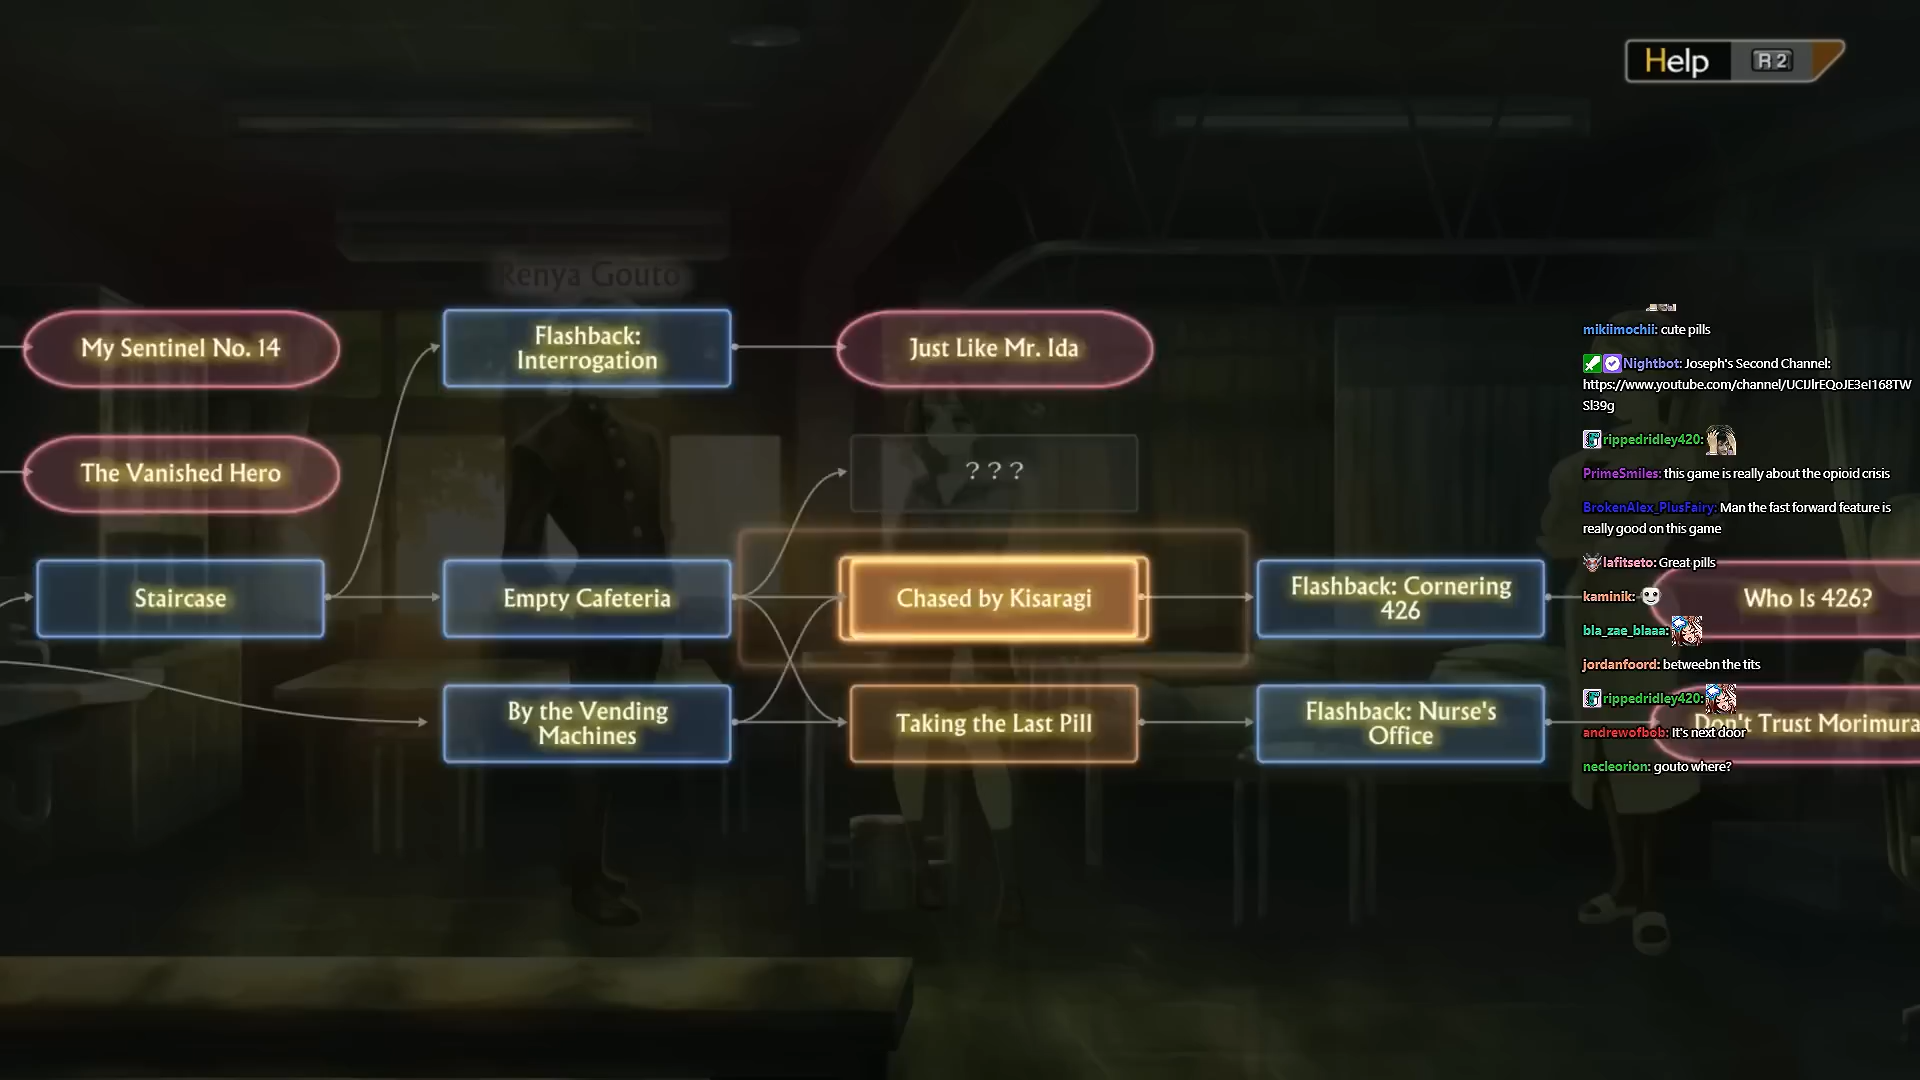 Help R2
Renya Gouto
My Sentinel No. 14
Flashback:
Interrogation
Just Like Mr. Ida
The Vanished Hero
???
Staircase
Empty Cafeteria
Chased by Kisaragi
Flashback: Cornering
426
Who Is 426?
By the Vending
Machines
Taking the Last Pill
Flashback: Nurse's
Office
Don't Trust Morimura
mikiimochii: cute pills
Nightbot: Joseph's Second Channel:
https://www.youtube.com/channel/UCIJlrEQoJE3eI168TW
Sl39g
rippedridley420:
PrimeSmiles: this game is really about the opioid crisis
BrokenAlex_PlusFairy: Man the fast forward feature is
really good on this game
lafitseto: Great pills
kaminik:
bla_zae_blaaa:
jordanfoord: betweebn the tits
rippedridley420:
andrewofbob: It's next door
necleorion: gouto where?